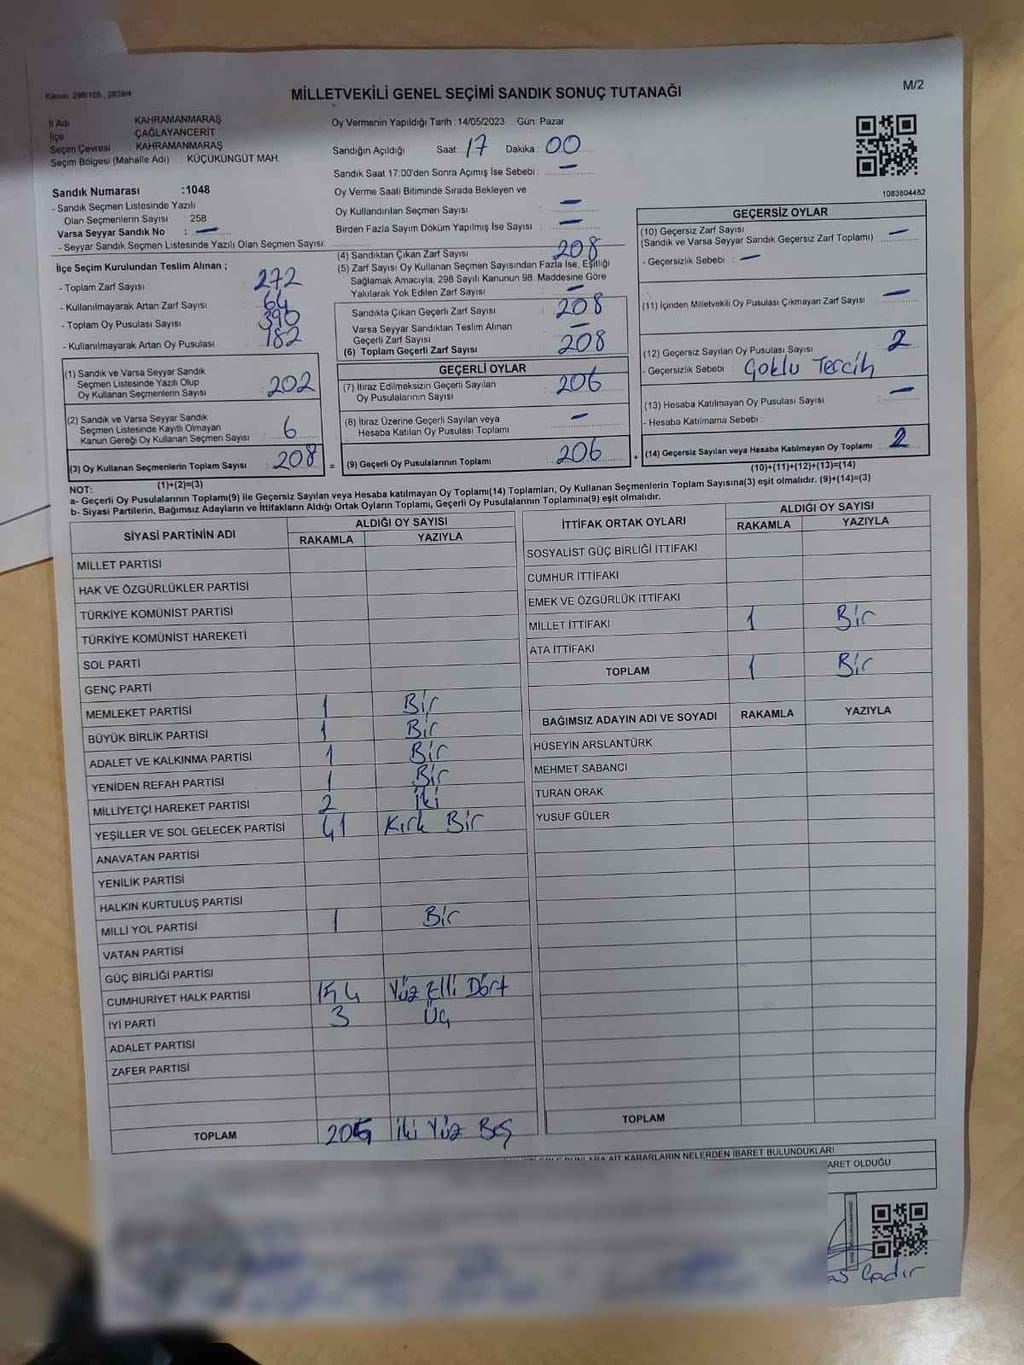 Kanun: 298/105, 2839/4
MİLLETVEKİLİ GENEL SEÇİMİ SANDIK SONUÇ TUTANAĞI
M/2
İl Adı : KAHRAMANMARAŞ
İlçe : ÇAĞLAYANCERİT
Seçim Çevresi : KAHRAMANMARAŞ
Seçim Bölgesi (Mahalle Adı) : KÜÇÜKÜNGÜT MAH.
Sandık Numarası :1048
- Sandık Seçmen Listesinde Yazılı
Olan Seçmenlerin Sayısı : 258
Varsa Seyyar Sandık No : —
- Seyyar Sandık Seçmen Listesinde Yazılı Olan Seçmen Sayısı:
İlçe Seçim Kurulundan Teslim Alınan ;
- Toplam Zarf Sayısı : 272
- Kullanılmayarak Artan Zarf Sayısı : 64
- Toplam Oy Pusulası Sayısı : 390
- Kullanılmayarak Artan Oy Pusulası : 182
(1) Sandık ve Varsa Seyyar Sandık
Seçmen Listesinde Yazılı Olup
Oy Kullanan Seçmenlerin Sayısı : 202
(2) Sandık ve Varsa Seyyar Sandık
Seçmen Listesinde Kayıtlı Olmayan
Kanun Gereği Oy Kullanan Seçmen Sayısı : 6
(3) Oy Kullanan Seçmenlerin Toplam Sayısı : 208
Oy Vermenin Yapıldığı Tarih : 14/05/2023 Gün: Pazar
Sandığın Açıldığı Saat: 17 Dakika : 00
Sandık Saat 17.00'den Sonra Açımış İse Sebebi : —
Oy Verme Saati Bitiminde Sırada Bekleyen ve
Oy Kullandırılan Seçmen Sayısı : —
Birden Fazla Sayım Döküm Yapılmış İse Sayısı : —
(4) Sandıktan Çıkan Zarf Sayısı : 208
(5) Zarf Sayısı Oy Kullanan Seçmen Sayısından Fazla İse, Eşitliği
Sağlamak Amacıyla, 298 Sayılı Kanunun 98. Maddesine Göre
Yakılarak Yok Edilen Zarf Sayısı : —
Sandıkta Çıkan Geçerli Zarf Sayısı : 208
Varsa Seyyar Sandıktan Teslim Alınan
Geçerli Zarf Sayısı : —
(6) Toplam Geçerli Zarf Sayısı : 208
GEÇERLİ OYLAR
(7) İtiraz Edilmeksizin Geçerli Sayılan
Oy Pusulalarının Sayısı : 206
(8) İtiraz Üzerine Geçerli Sayılan veya
Hesaba Katılan Oy Pusulası Toplamı : —
= (9) Geçerli Oy Pusulalarının Toplamı : 206
1083804482
GEÇERSİZ OYLAR
(10) Geçersiz Zarf Sayısı
(Sandık ve Varsa Seyyar Sandık Geçersiz Zarf Toplamı) : —
- Geçersizlik Sebebi : —
(11) İçinden Milletvekili Oy Pusulası Çıkmayan Zarf Sayısı : —
(12) Geçersiz Sayılan Oy Pusulası Sayısı : 2
- Geçersizlik Sebebi : Çoklu Tercih
(13) Hesaba Katılmayan Oy Pusulası Sayısı : —
- Hesaba Katılmama Sebebi :
+ (14) Geçersiz Sayılan veya Hesaba Katılmayan Oy Toplamı : 2
NOT: (1)+(2)=(3)
(10)+(11)+(12)+(13)=(14)
a- Geçerli Oy Pusulalarının Toplamı(9) ile Geçersiz Sayılan veya Hesaba katılmayan Oy Toplamı(14) Toplamları, Oy Kullanan Seçmenlerin Toplam Sayısına(3) eşit olmalıdır. (9)+(14)=(3)
b- Siyasi Partilerin, Bağımsız Adayların ve İttifakların Aldığı Ortak Oyların Toplamı, Geçerli Oy Pusulalarının Toplamına(9) eşit olmalıdır.
SİYASİ PARTİNİN ADI ALDIĞI OY SAYISI
RAKAMLA YAZIYLA
MİLLET PARTİSİ
HAK VE ÖZGÜRLÜKLER PARTİSİ
TÜRKİYE KOMÜNİST PARTİSİ
TÜRKİYE KOMÜNİST HAREKETİ
SOL PARTİ
GENÇ PARTİ
MEMLEKET PARTİSİ 1 Bir
BÜYÜK BİRLİK PARTİSİ 1 Bir
ADALET VE KALKINMA PARTİSİ 1 Bir
YENİDEN REFAH PARTİSİ 1 Bir
MİLLİYETÇİ HAREKET PARTİSİ 2 İki
YEŞİLLER VE SOL GELECEK PARTİSİ 41 Kırk Bir
ANAVATAN PARTİSİ
YENİLİK PARTİSİ
HALKIN KURTULUŞ PARTİSİ
MİLLİ YOL PARTİSİ 1 Bir
VATAN PARTİSİ
GÜÇ BİRLİĞİ PARTİSİ
CUMHURİYET HALK PARTİSİ 154 Yüz Elli Dört
İYİ PARTİ 3 Üç
ADALET PARTİSİ
ZAFER PARTİSİ
TOPLAM 205 İki Yüz Beş
İTTİFAK ORTAK OYLARI ALDIĞI OY SAYISI
RAKAMLA YAZIYLA
SOSYALİST GÜÇ BİRLİĞİ İTTİFAKI
CUMHUR İTTİFAKI
EMEK VE ÖZGÜRLÜK İTTİFAKI
MİLLET İTTİFAKI 1 Bir
ATA İTTİFAKI
TOPLAM 1 Bir
BAĞIMSIZ ADAYIN ADI VE SOYADI RAKAMLA YAZIYLA
HÜSEYİN ARSLANTÜRK
MEHMET SABANCI
TURAN ORAK
YUSUF GÜLER
TOPLAM
BUNLARA AİT KARARLARIN NELERDEN İBARET BULUNDUKLARI
OLDUĞU